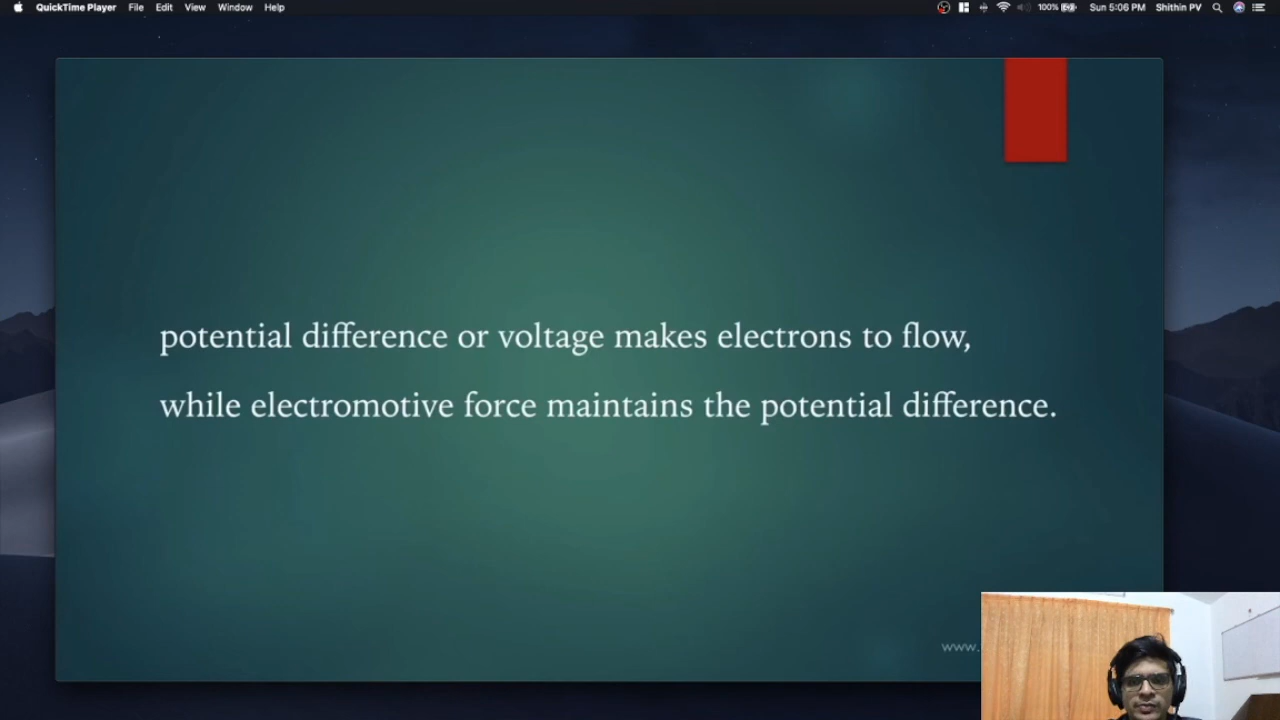 QuickTime Player File Edit View Window Help 100% Sun 5:06 PM Shithin PV
potential difference or voltage makes electrons to flow,
while electromotive force maintains the potential difference.
www.